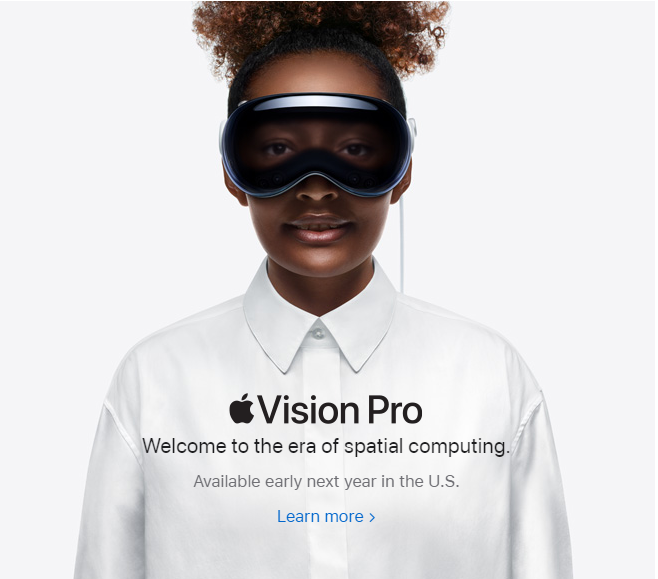 Vision Pro
Welcome to the era of spatial computing.
Available early next year in the U.S.
Learn more >